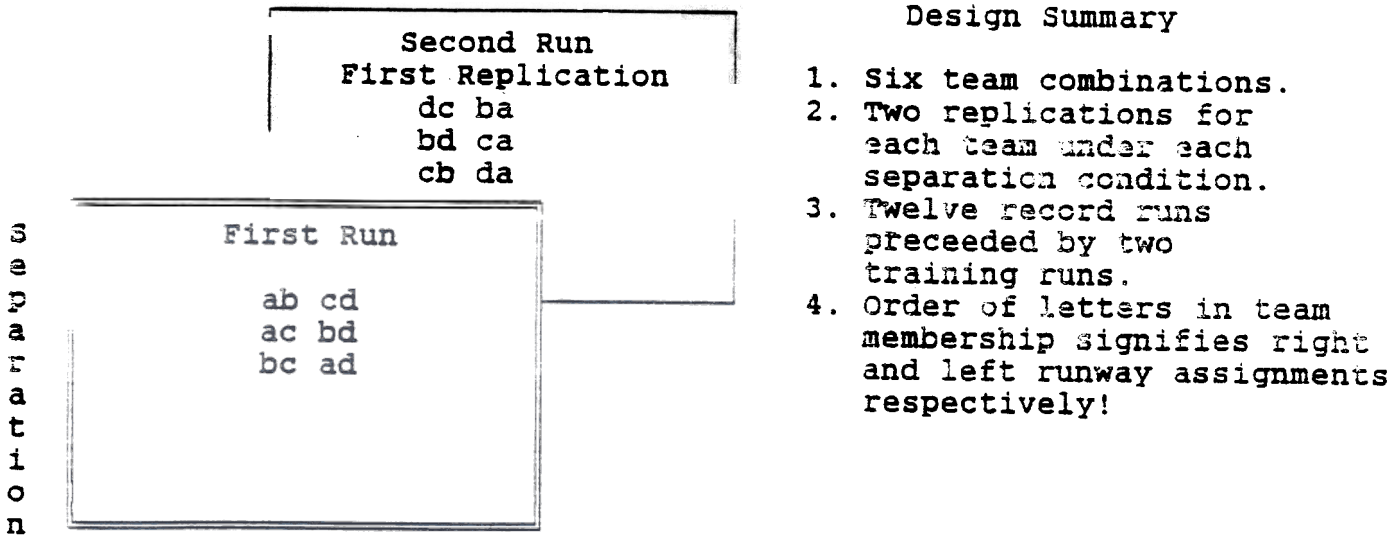 Second Run
First Replication
dc ba
bd ca
cb da
First Run
ab cd
ac bd
bc ad
Separation
Design Summary
1. Six team combinations.
2. Two replications for
each team under each
separation condition.
3. Twelve record runs
preceeded by two
training runs.
4. Order of letters in team
membership signifies right
and left runway assignments
respectively!